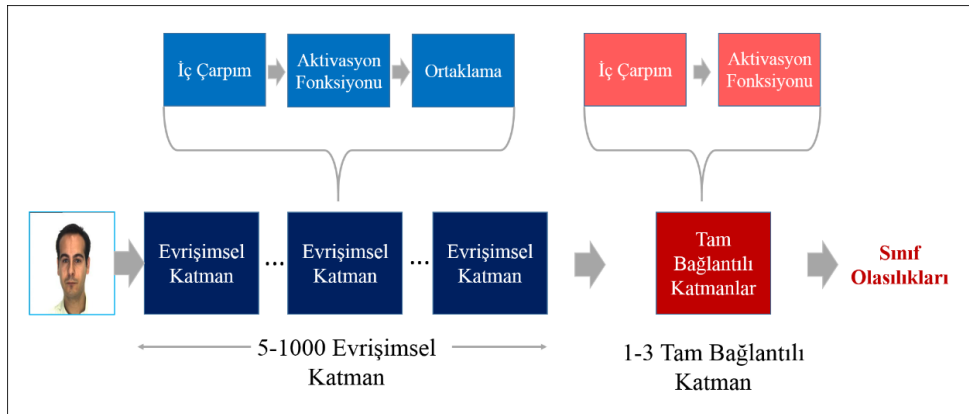 İç Çarpım
Aktivasyon
Fonksiyonu
Ortaklama
İç Çarpım
Aktivasyon
Fonksiyonu
Evrişimsel
Katman
...
Evrişimsel
Katman
...
Evrişimsel
Katman
Tam
Bağlantılı
Katmanlar
Sınıf
Olasılıkları
5-1000 Evrişimsel
Katman
1-3 Tam Bağlantılı
Katman